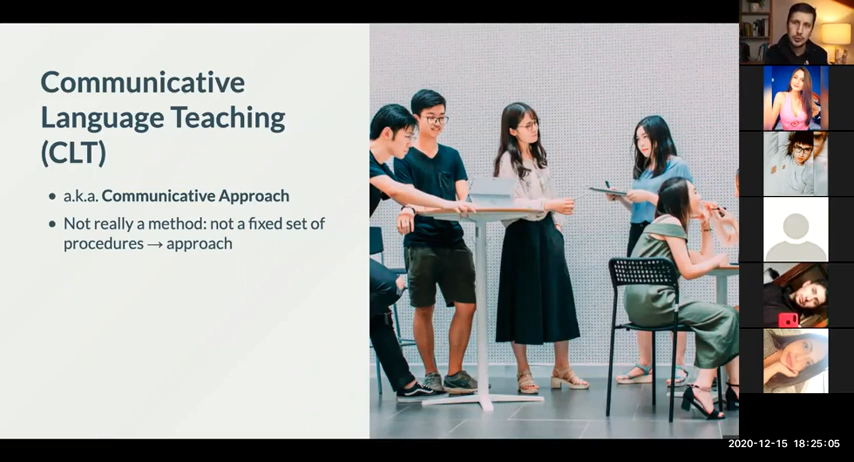 Communicative
Language Teaching
(CLT)
• a.k.a. Communicative Approach
• Not really a method: not a fixed set of
procedures → approach
2020-12-15 18:25:05